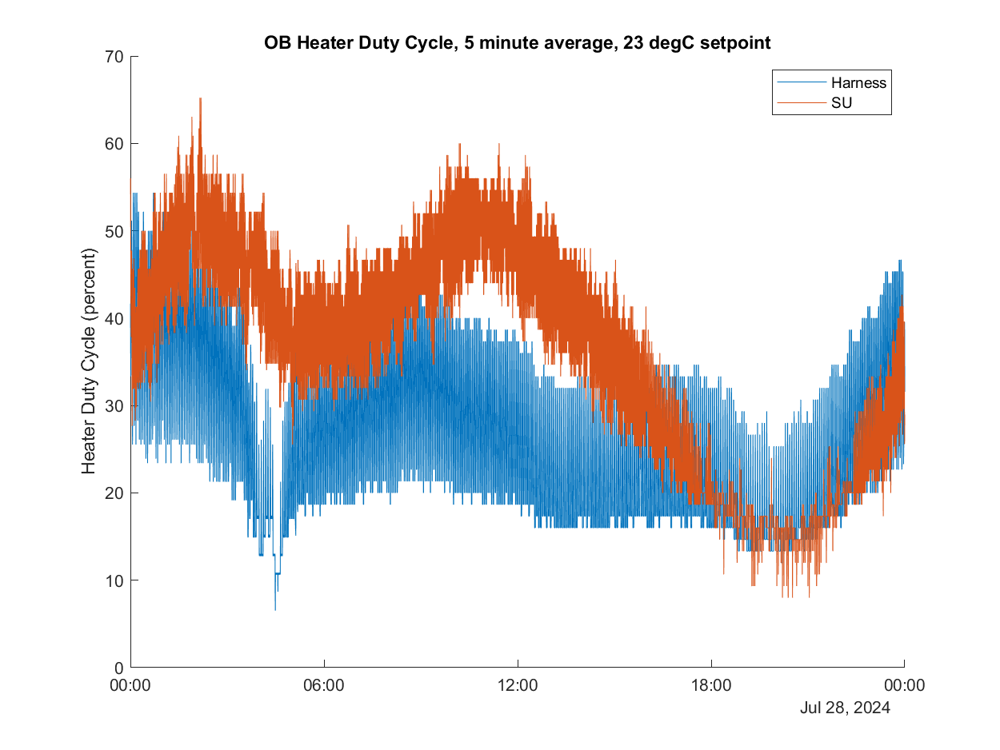 OB Heater Duty Cycle, 5 minute average, 23 degC setpoint
Harness
SU
Heater Duty Cycle (percent)
70
60
50
40
30
20
10
0
00:00 06:00 12:00 18:00 00:00
Jul 28, 2024